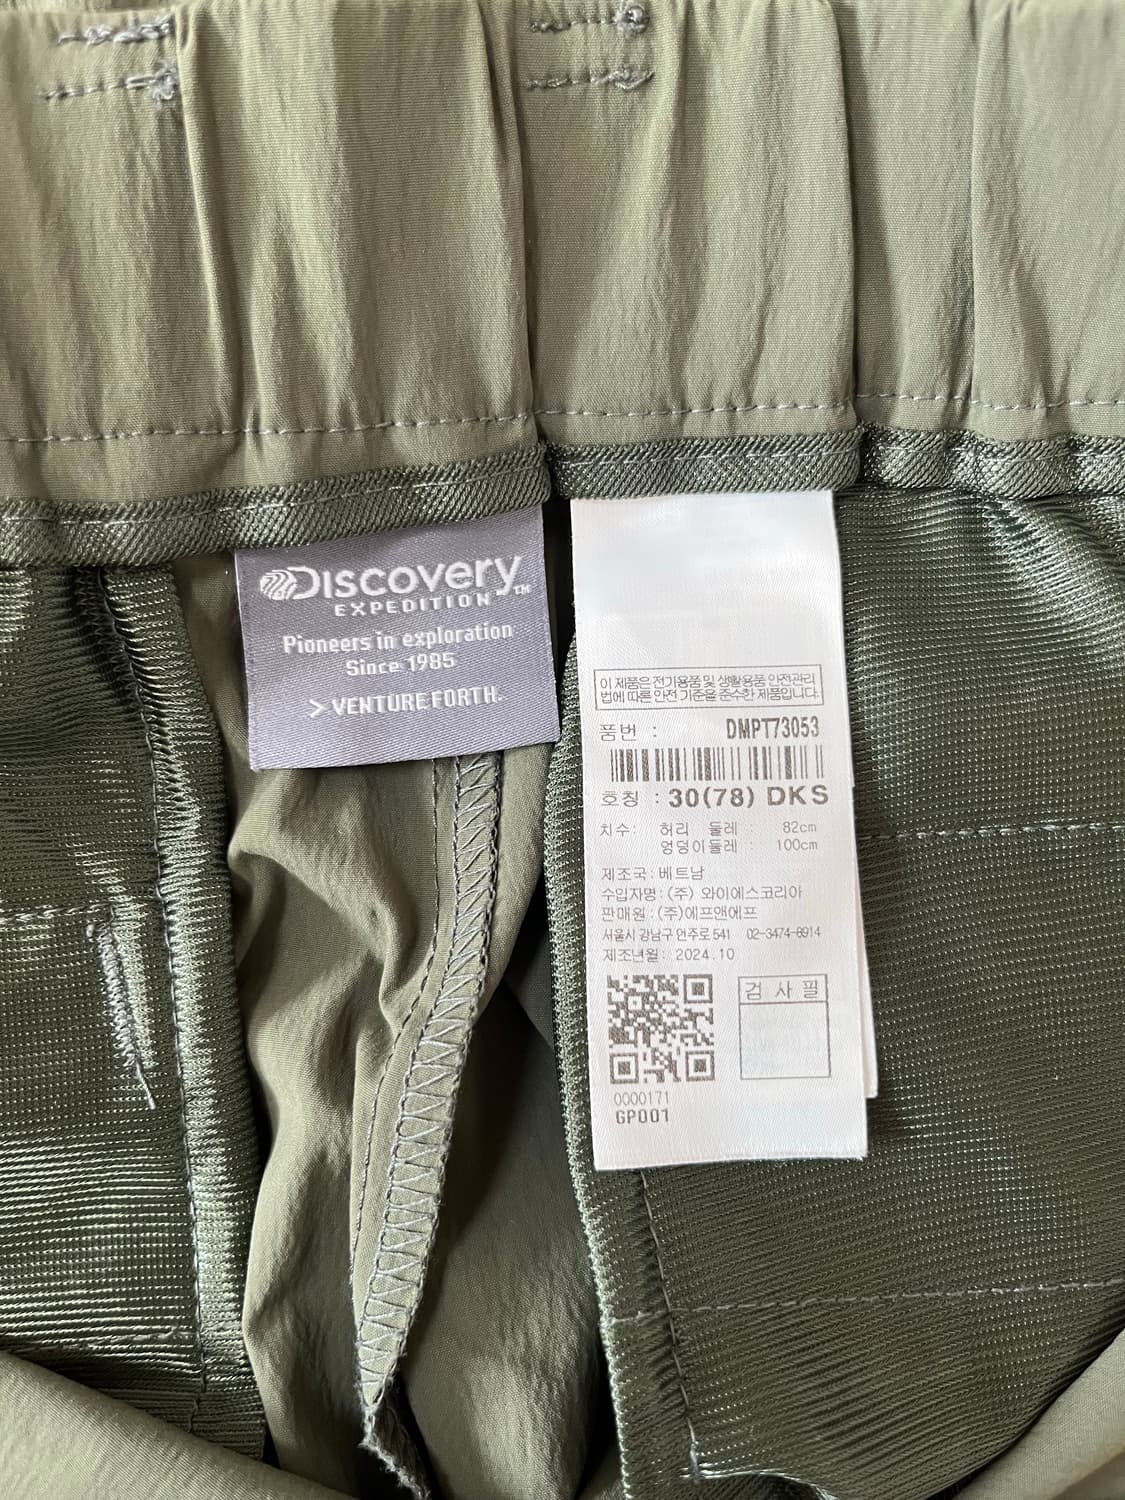 Discovery™
EXPEDITION
Pioneers in exploration
Since 1985
> VENTURE FORTH.
이 제품은 전기용품 및 생활용품 안전관리
법에 따른 안전 기준을 준수한 제품입니다.
품번 : DMPT73053
호칭 : 30(78) DKS
치수: 허리 둘레 : 82cm
엉덩이둘레 : 100cm
제조국: 베트남
수입자명: (주) 와이에스코리아
판매원: (주)에프앤에프
서울시 강남구 언주로 541 02-3474-6914
제조년월: 2024.10
검 사 필
0000171
GP001